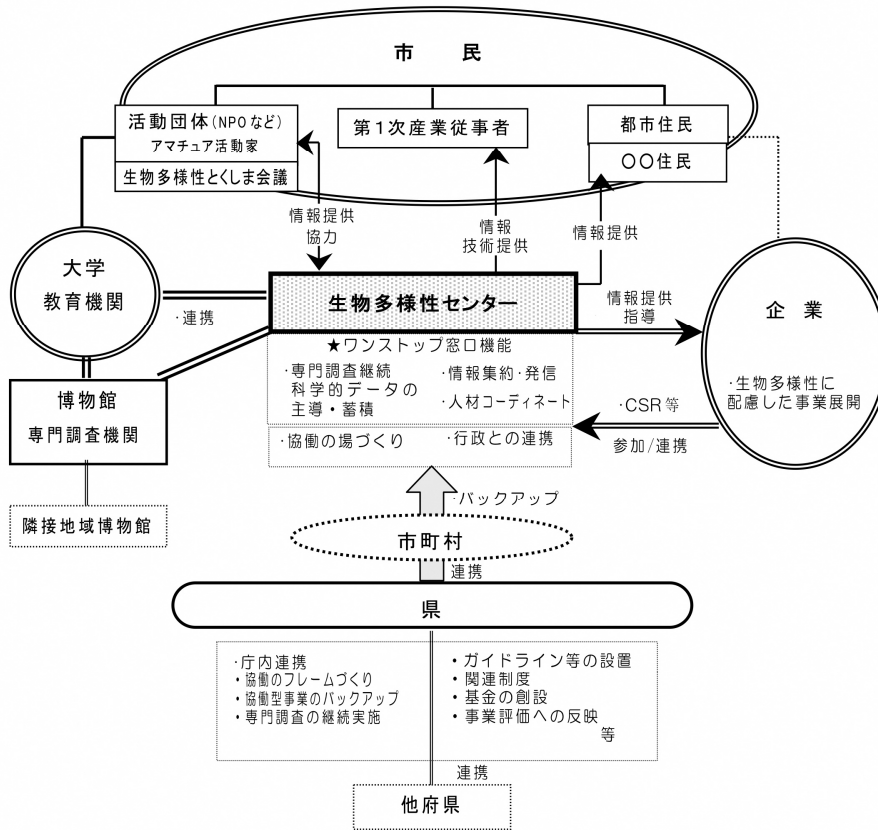 市　民
活動団体(NPOなど)
アマチュア活動家
生物多様性とくしま会議
第1次産業従事者
都市住民
〇〇住民
情報提供
協力
情報
技術提供
情報提供
大学
教育機関
・連携
生物多様性センター
情報提供
指導
企　業
・生物多様性に
配慮した事業展開
★ワンストップ窓口機能
・専門調査継続
科学的データの
主導・蓄積
・情報集約・発信
・人材コーディネート
・協働の場づくり
・行政との連携
・CSR等
参加/連携
博物館
専門調査機関
隣接地域博物館
・バックアップ
市町村
連携
県
・庁内連携
・協働のフレームづくり
・協働型事業のバックアップ
・専門調査の継続実施
・ガイドライン等の設置
・関連制度
・基金の創設
・事業評価への反映
等
連携
他府県